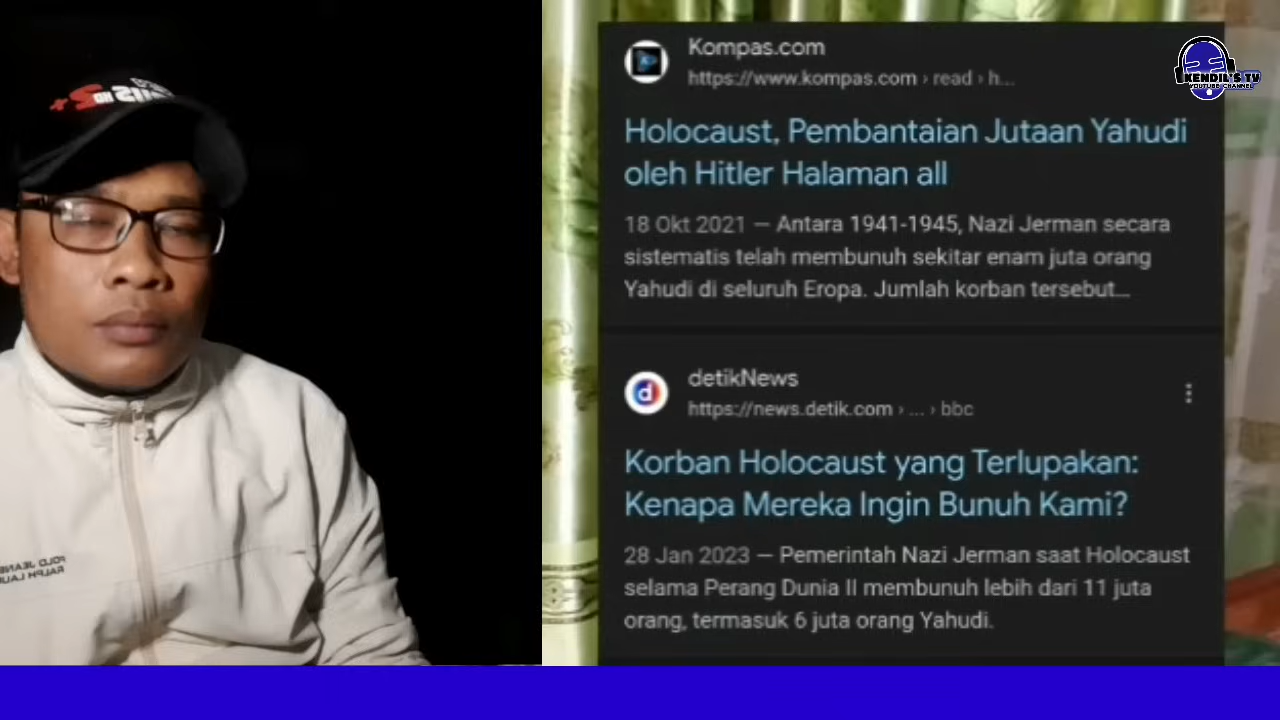 Kompas.com
https://www.kompas.com › read › h...
Holocaust, Pembantaian Jutaan Yahudi
oleh Hitler Halaman all
18 Okt 2021 — Antara 1941-1945, Nazi Jerman secara
sistematis telah membunuh sekitar enam juta orang
Yahudi di seluruh Eropa. Jumlah korban tersebut...
detikNews
https://news.detik.com › ... › bbc
Korban Holocaust yang Terlupakan:
Kenapa Mereka Ingin Bunuh Kami?
28 Jan 2023 — Pemerintah Nazi Jerman saat Holocaust
selama Perang Dunia II membunuh lebih dari 11 juta
orang, termasuk 6 juta orang Yahudi.
KENDIL'S TV
YOUTUBE CHANNEL